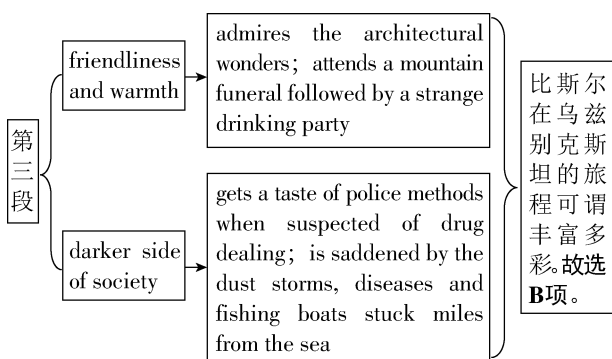 第三段
friendliness
and warmth
admires the architectural
wonders; attends a mountain
funeral followed by a strange
drinking party
darker side
of society
gets a taste of police methods
when suspected of drug
dealing; is saddened by the
dust storms, diseases and
fishing boats stuck miles
from the sea
比斯尔
在乌兹
别克斯
坦的旅
程可谓
丰富多
彩。故选
B项。